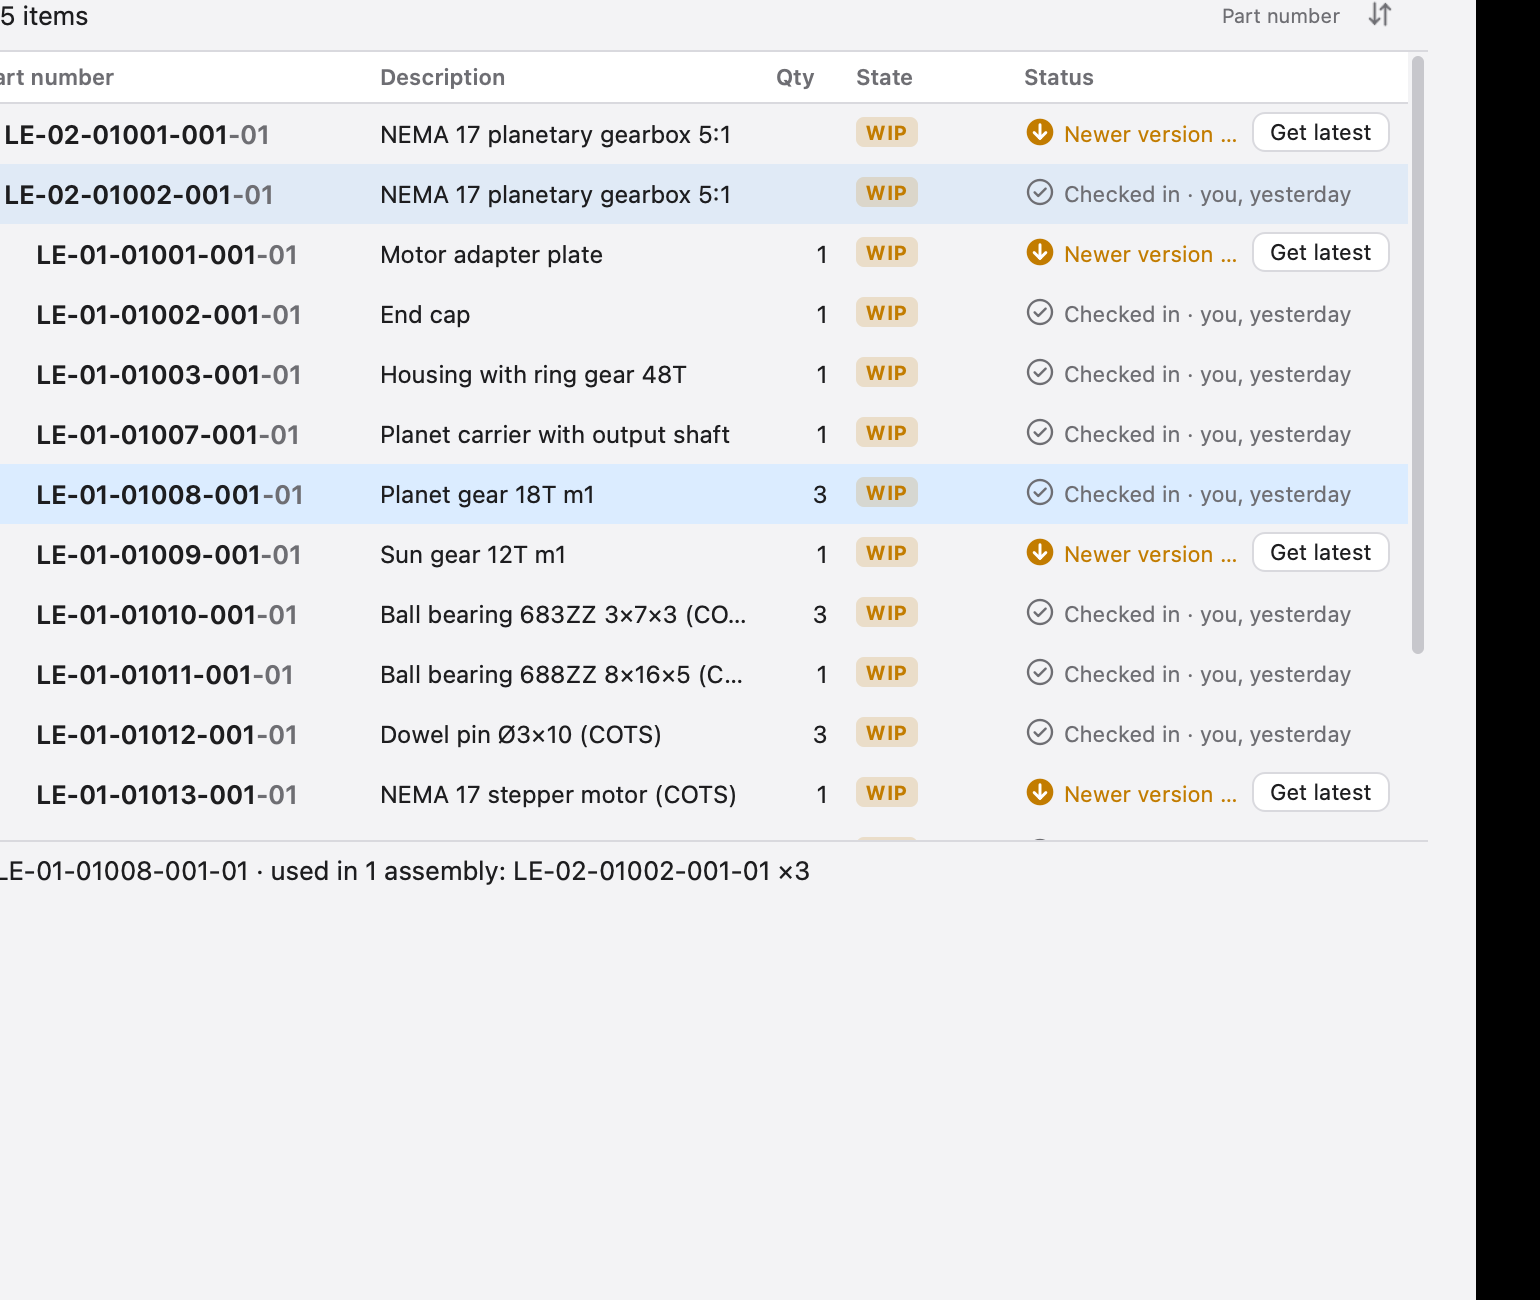 5 items
Part number
art number Description Qty State Status
LE-02-01001-001-01 NEMA 17 planetary gearbox 5:1 WIP Newer version ... Get latest
LE-02-01002-001-01 NEMA 17 planetary gearbox 5:1 WIP Checked in · you, yesterday
LE-01-01001-001-01 Motor adapter plate 1 WIP Newer version ... Get latest
LE-01-01002-001-01 End cap 1 WIP Checked in · you, yesterday
LE-01-01003-001-01 Housing with ring gear 48T 1 WIP Checked in · you, yesterday
LE-01-01007-001-01 Planet carrier with output shaft 1 WIP Checked in · you, yesterday
LE-01-01008-001-01 Planet gear 18T m1 3 WIP Checked in · you, yesterday
LE-01-01009-001-01 Sun gear 12T m1 1 WIP Newer version ... Get latest
LE-01-01010-001-01 Ball bearing 683ZZ 3×7×3 (CO... 3 WIP Checked in · you, yesterday
LE-01-01011-001-01 Ball bearing 688ZZ 8×16×5 (C... 1 WIP Checked in · you, yesterday
LE-01-01012-001-01 Dowel pin Ø3×10 (COTS) 3 WIP Checked in · you, yesterday
LE-01-01013-001-01 NEMA 17 stepper motor (COTS) 1 WIP Newer version ... Get latest
LE-01-01008-001-01 · used in 1 assembly: LE-02-01002-001-01 ×3